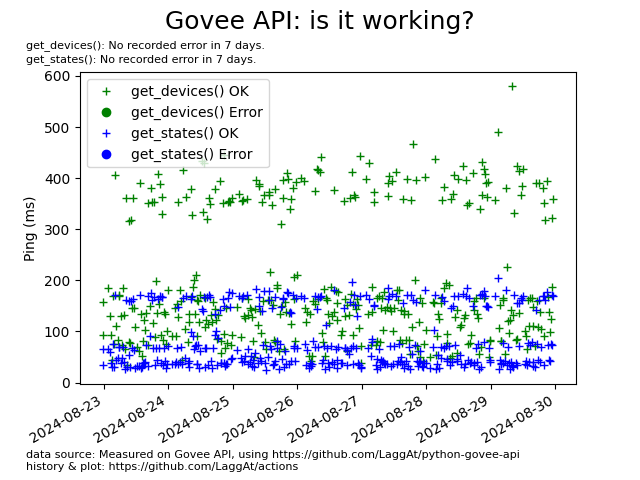 Govee API: is it working?
get_devices(): No recorded error in 7 days.
get_states(): No recorded error in 7 days.
600
500
400
300
200
100
0
Ping (ms)
get_devices() OK
get_devices() Error
get_states() OK
get_states() Error
2024-08-23
2024-08-24
2024-08-25
2024-08-26
2024-08-27
2024-08-28
2024-08-29
2024-08-30
data source: Measured on Govee API, using https://github.com/LaggAt/python-govee-api
history & plot: https://github.com/LaggAt/actions